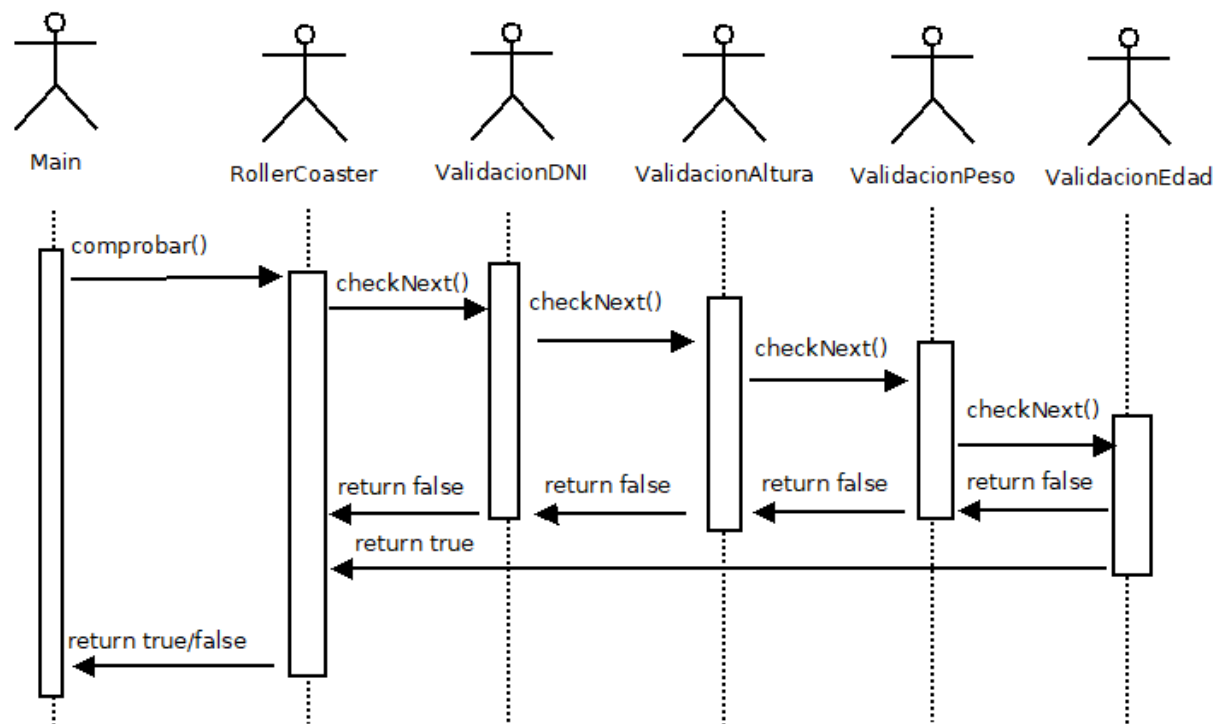 Main
RollerCoaster
ValidacionDNI
ValidacionAltura
ValidacionPeso
ValidacionEdad
comprobar()
checkNext()
checkNext()
checkNext()
checkNext()
return false
return false
return false
return false
return true
return true/false